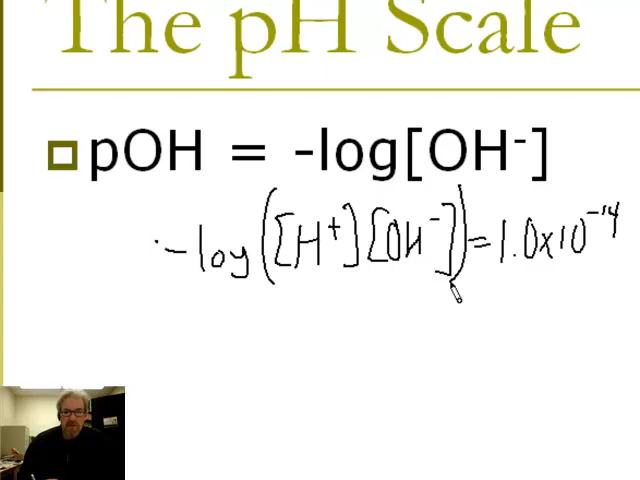 The pH Scale
pOH = -log[OH⁻]
-log([H⁺][OH⁻])=1.0x10⁻¹⁴